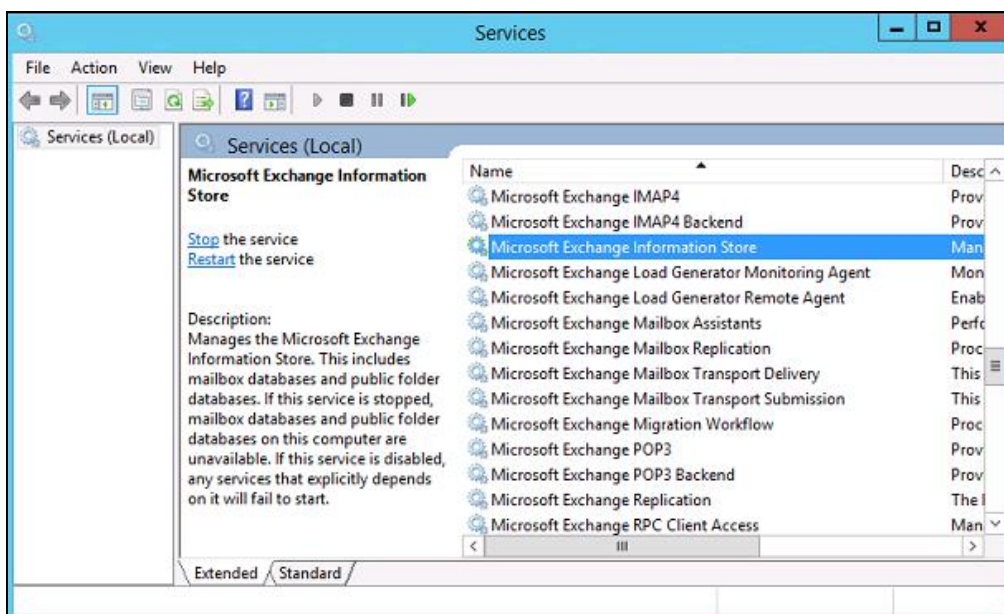 Services
File Action View Help
Services (Local)
Services (Local)
Microsoft Exchange Information
Store
Stop the service
Restart the service
Description:
Manages the Microsoft Exchange
Information Store. This includes
mailbox databases and public folder
databases. If this service is stopped,
mailbox databases and public folder
databases on this computer are
unavailable. If this service is disabled,
any services that explicitly depends
on it will fail to start.
Name Desc
Microsoft Exchange IMAP4 Prov
Microsoft Exchange IMAP4 Backend Prov
Microsoft Exchange Information Store Man
Microsoft Exchange Load Generator Monitoring Agent Mon
Microsoft Exchange Load Generator Remote Agent Enab
Microsoft Exchange Mailbox Assistants Perfo
Microsoft Exchange Mailbox Replication Proc
Microsoft Exchange Mailbox Transport Delivery This
Microsoft Exchange Mailbox Transport Submission This
Microsoft Exchange Migration Workflow Proc
Microsoft Exchange POP3 Prov
Microsoft Exchange POP3 Backend Prov
Microsoft Exchange Replication The
Microsoft Exchange RPC Client Access Man
Extended Standard